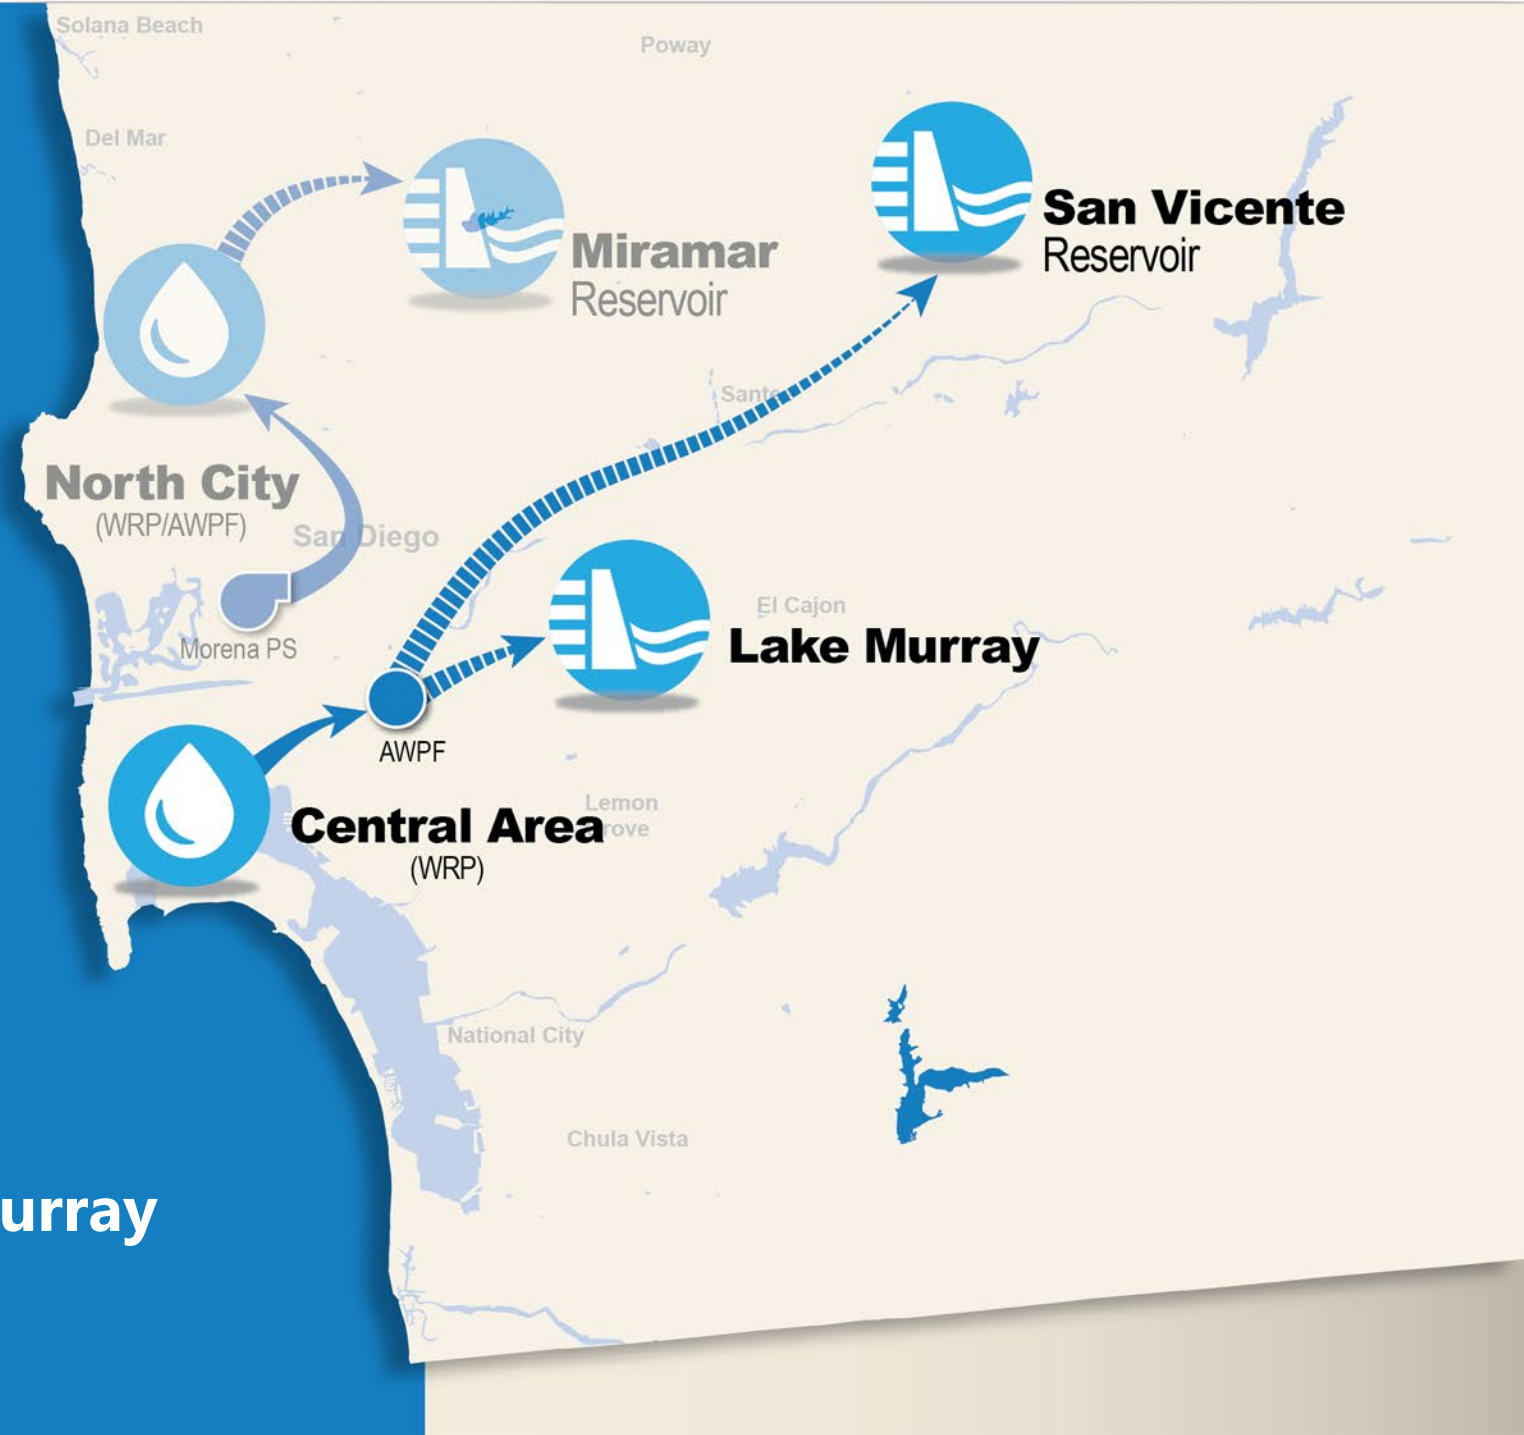 Solana Beach
Poway
Del Mar
San Vicente
Reservoir
Miramar
Reservoir
North City
(WRP/AWPF)
San Diego
El Cajon
Morena PS
Lake Murray
AWPF
Lemon
Central Area
(WRP)
National City
Chula Vista
urray